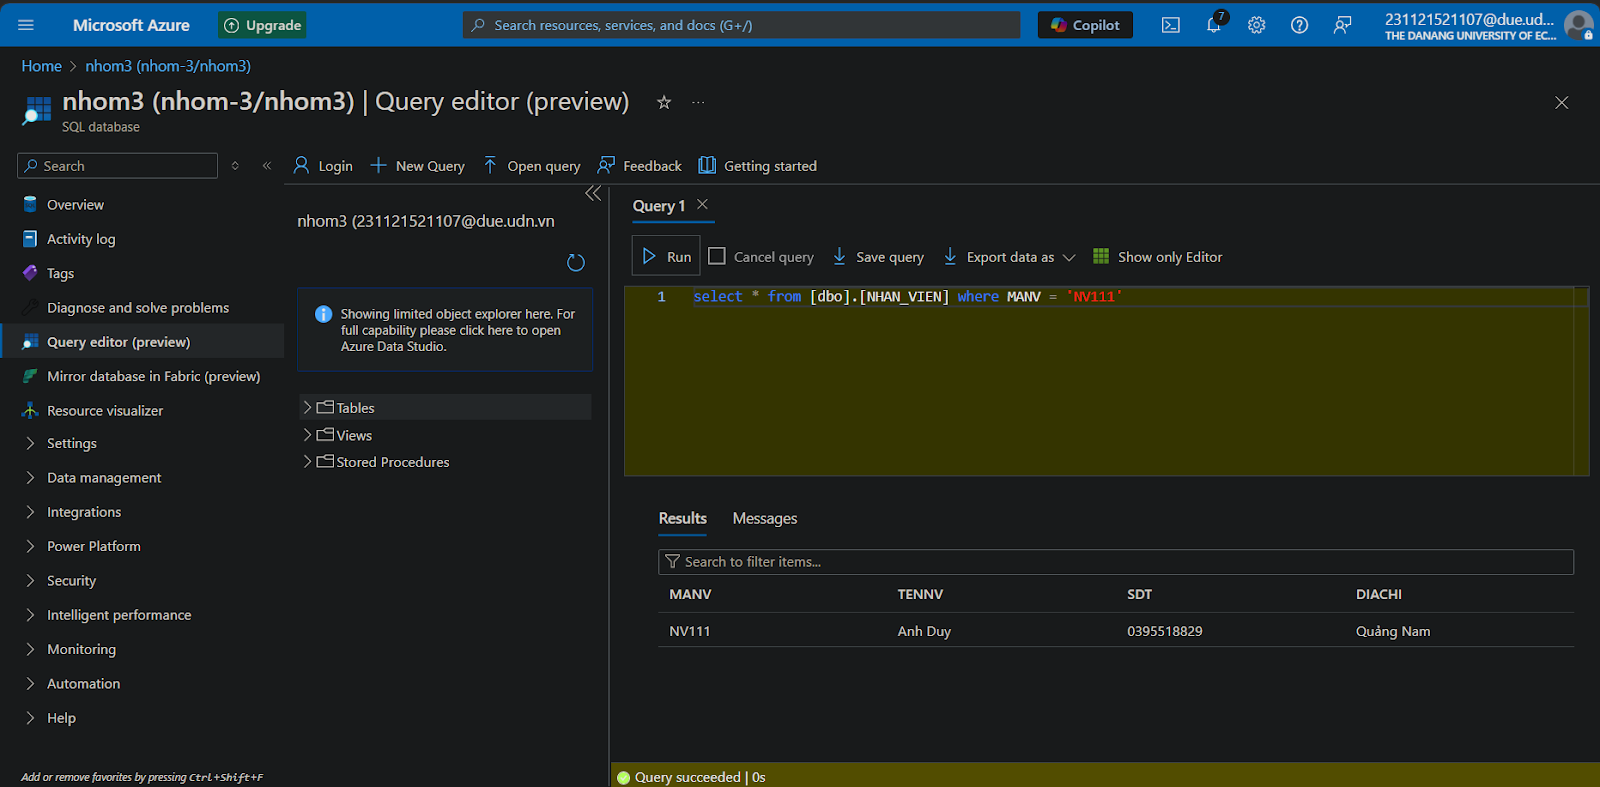 Microsoft Azure
Upgrade
Search resources, services, and docs (G+/)
Copilot
7
231121521107@due.ud...
THE DANANG UNIVERSITY OF EC...
Home > nhom3 (nhom-3/nhom3)
nhom3 (nhom-3/nhom3) | Query editor (preview)
SQL database
Search
Overview
Activity log
Tags
Diagnose and solve problems
Query editor (preview)
Mirror database in Fabric (preview)
Resource visualizer
Settings
Data management
Integrations
Power Platform
Security
Intelligent performance
Monitoring
Automation
Help
Add or remove favorites by pressing Ctrl+Shift+F
Login
New Query
Open query
Feedback
Getting started
nhom3 (231121521107@due.udn.vn
Showing limited object explorer here. For
full capability please click here to open
Azure Data Studio.
Tables
Views
Stored Procedures
Query 1
Run
Cancel query
Save query
Export data as
Show only Editor
1 select * from [dbo].[NHAN_VIEN] where MANV = 'NV111'
Results
Messages
Search to filter items...
MANV TENNV SDT DIACHI
NV111 Anh Duy 0395518829 Quảng Nam
Query succeeded | 0s